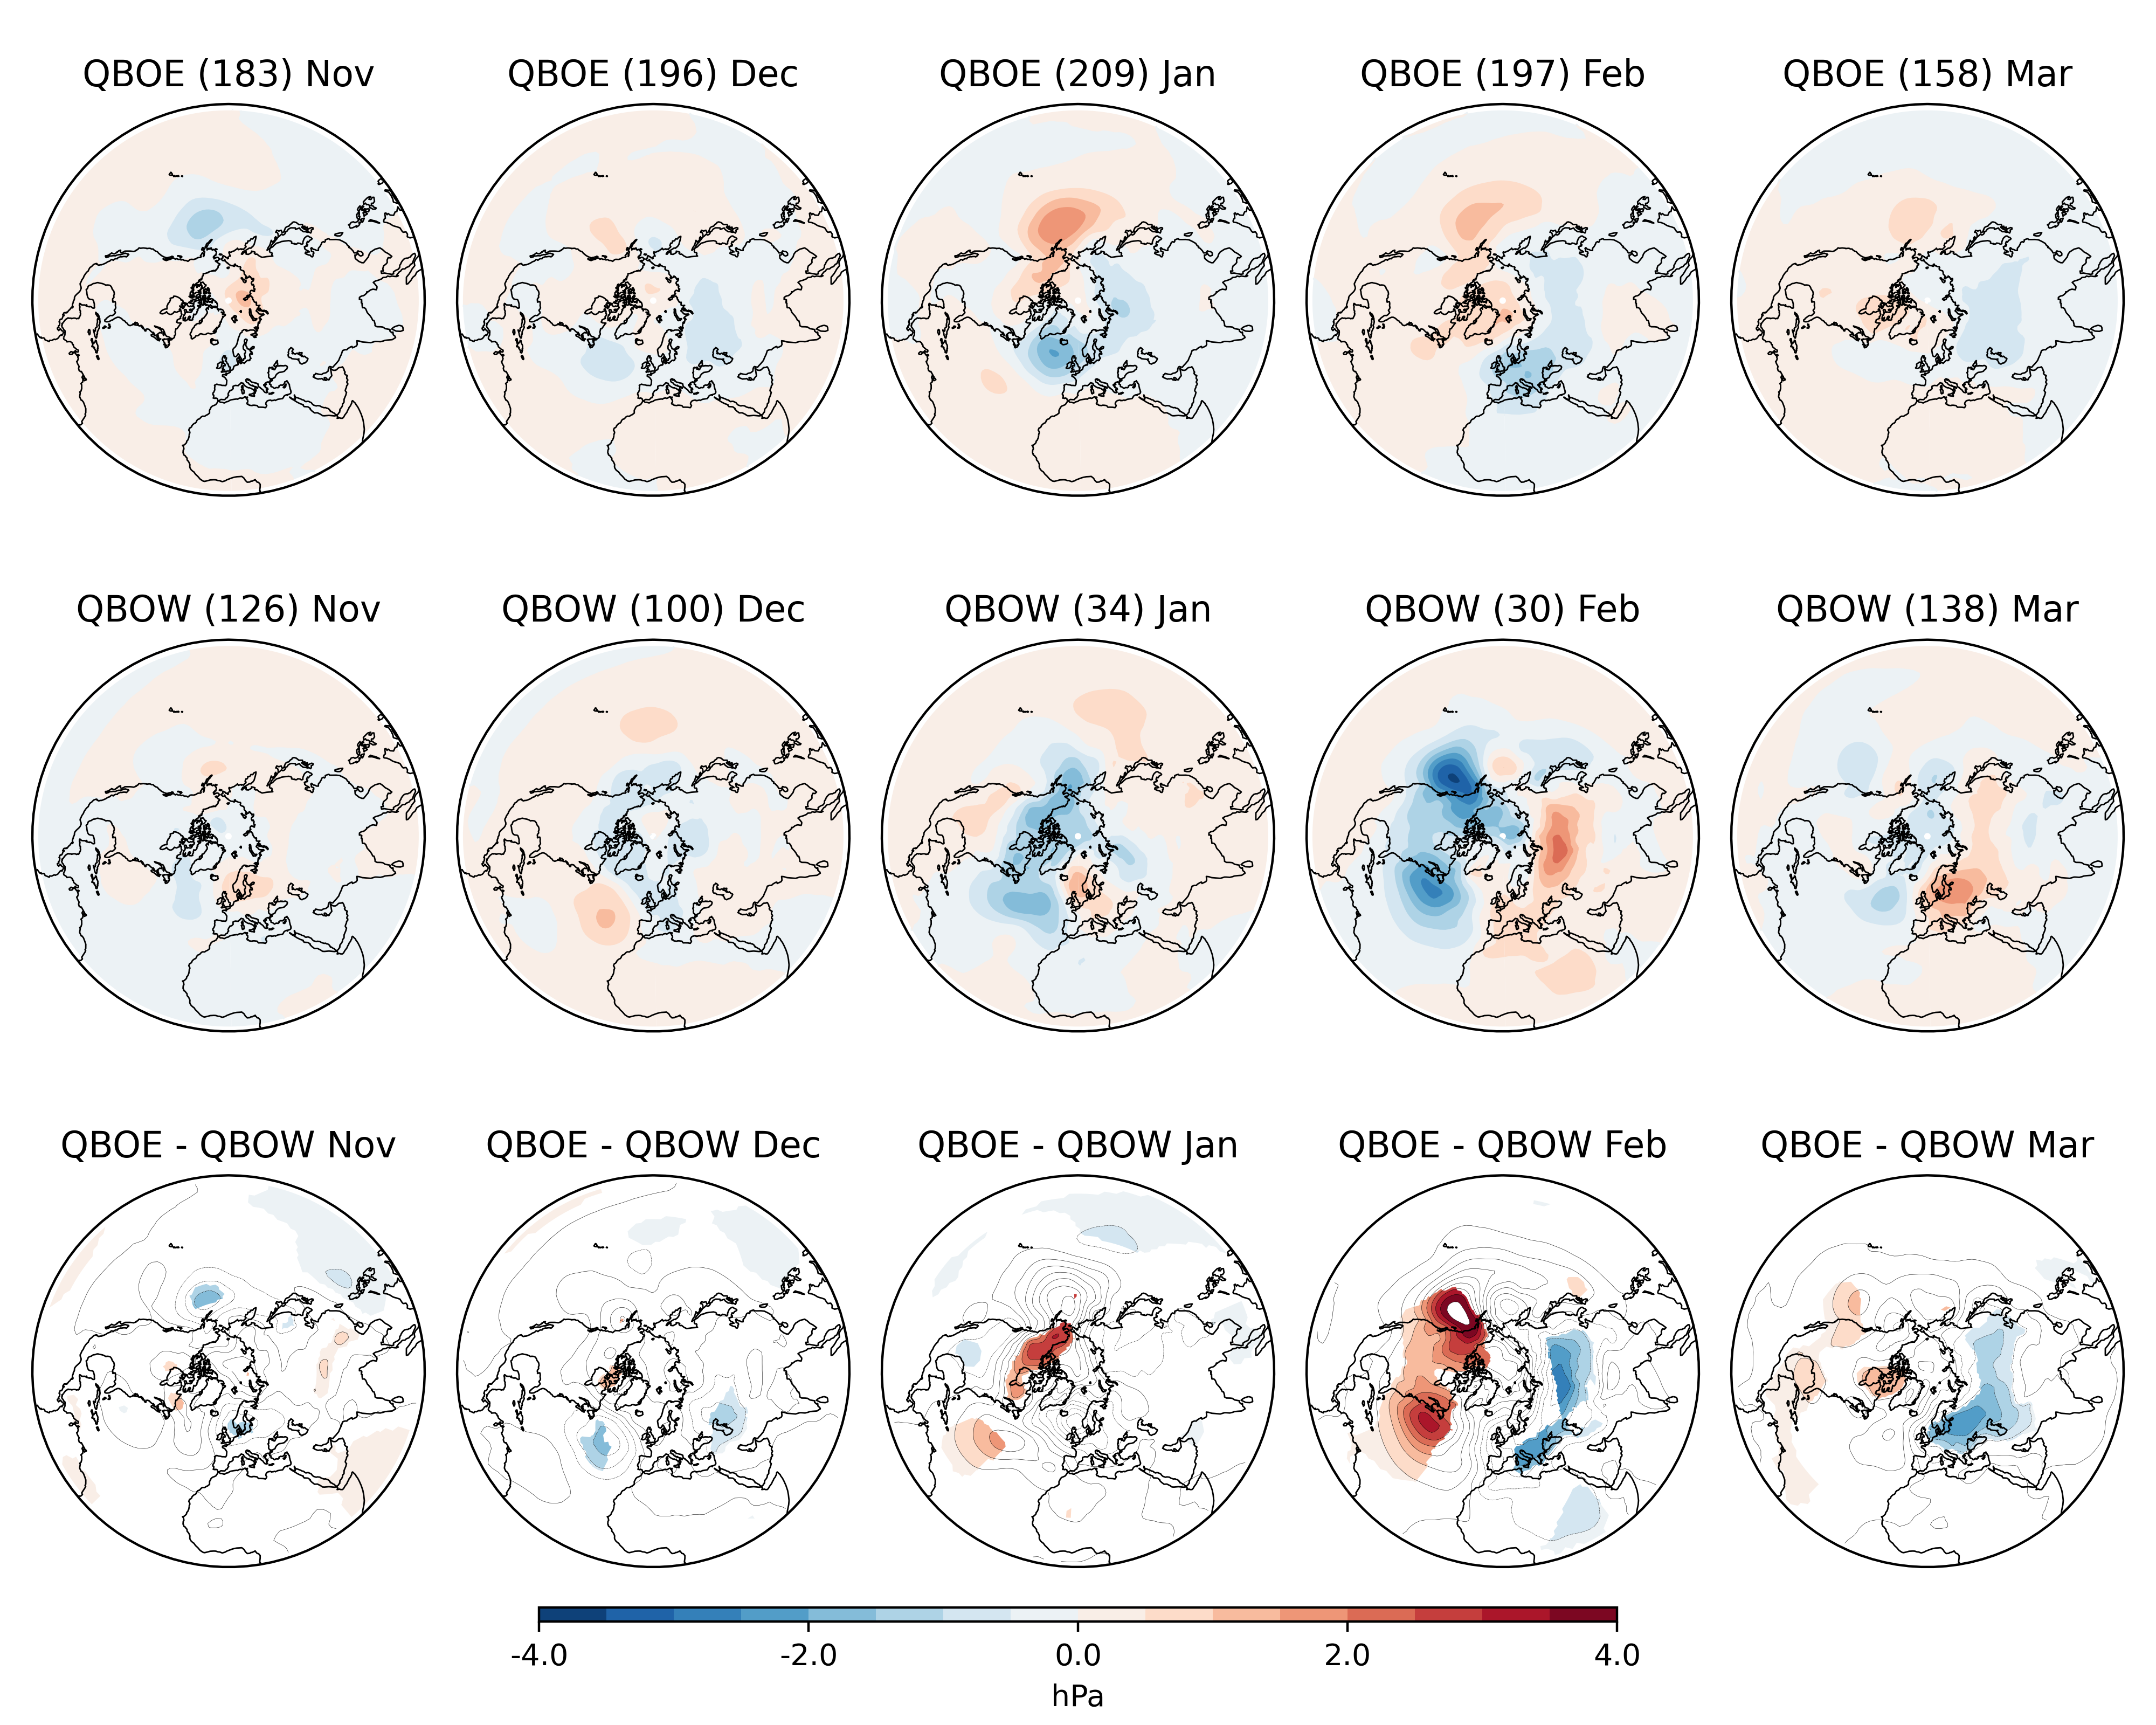 QBOE (183) Nov
QBOE (196) Dec
QBOE (209) Jan
QBOE (197) Feb
QBOE (158) Mar
QBOW (126) Nov
QBOW (100) Dec
QBOW (34) Jan
QBOW (30) Feb
QBOW (138) Mar
QBOE - QBOW Nov
QBOE - QBOW Dec
QBOE - QBOW Jan
QBOE - QBOW Feb
QBOE - QBOW Mar
-4.0
-2.0
0.0
2.0
4.0
hPa